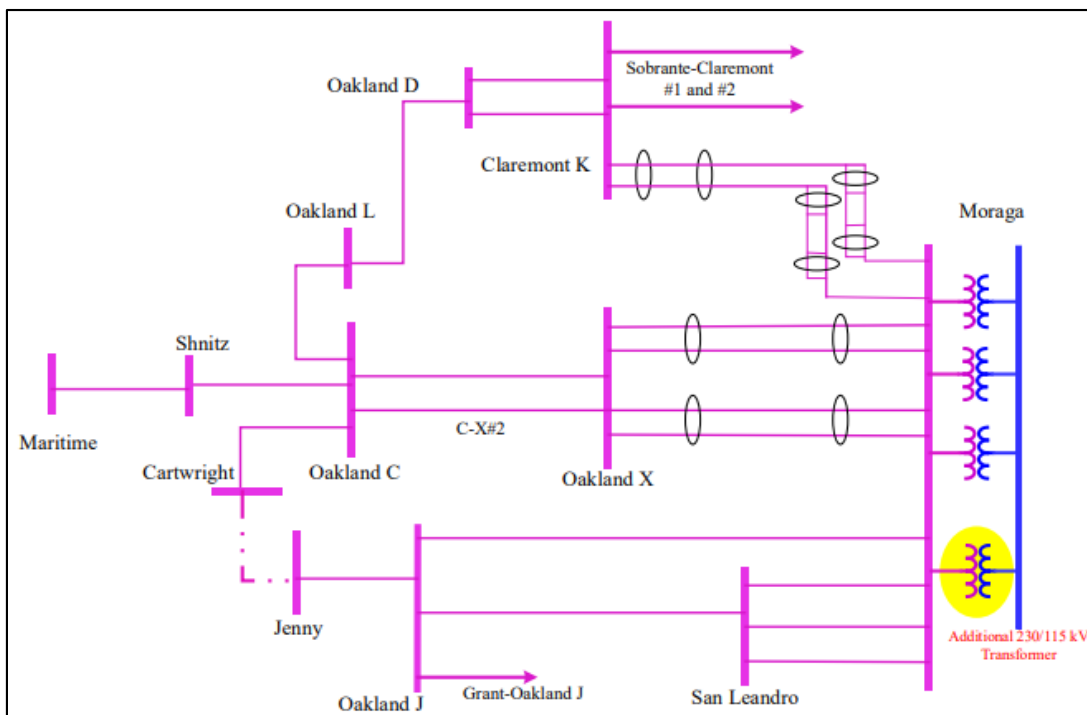 Oakland D
Sobrante-Claremont
#1 and #2
Claremont K
Oakland L
Moraga
Shnitz
Maritime
C-X#2
Cartwright
Oakland C
Oakland X
Jenny
Additional 230/115 kV
Transformer
Oakland J
Grant-Oakland J
San Leandro